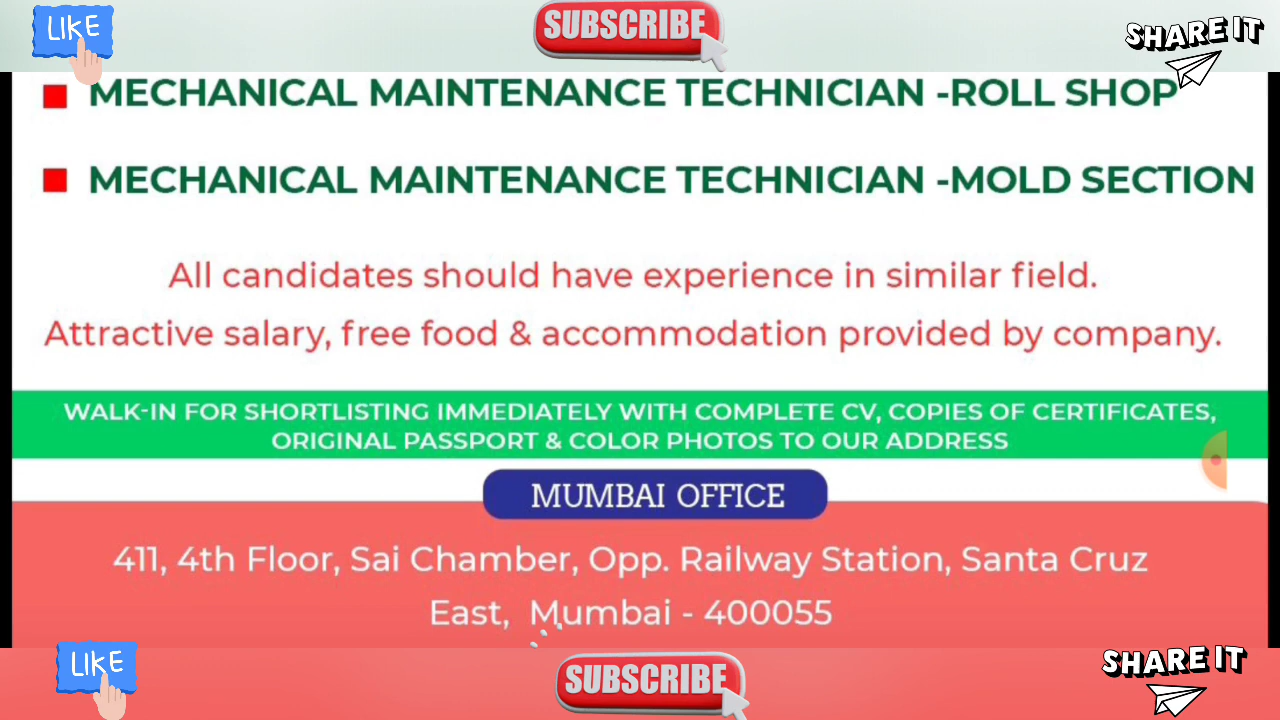 LIKE
SUBSCRIBE
SHARE IT
MECHANICAL MAINTENANCE TECHNICIAN -ROLL SHOP
MECHANICAL MAINTENANCE TECHNICIAN -MOLD SECTION
All candidates should have experience in similar field.
Attractive salary, free food & accommodation provided by company.
WALK-IN FOR SHORTLISTING IMMEDIATELY WITH COMPLETE CV, COPIES OF CERTIFICATES,
ORIGINAL PASSPORT & COLOR PHOTOS TO OUR ADDRESS
MUMBAI OFFICE
411, 4th Floor, Sai Chamber, Opp. Railway Station, Santa Cruz
East, Mumbai - 400055
LIKE
SUBSCRIBE
SHARE IT